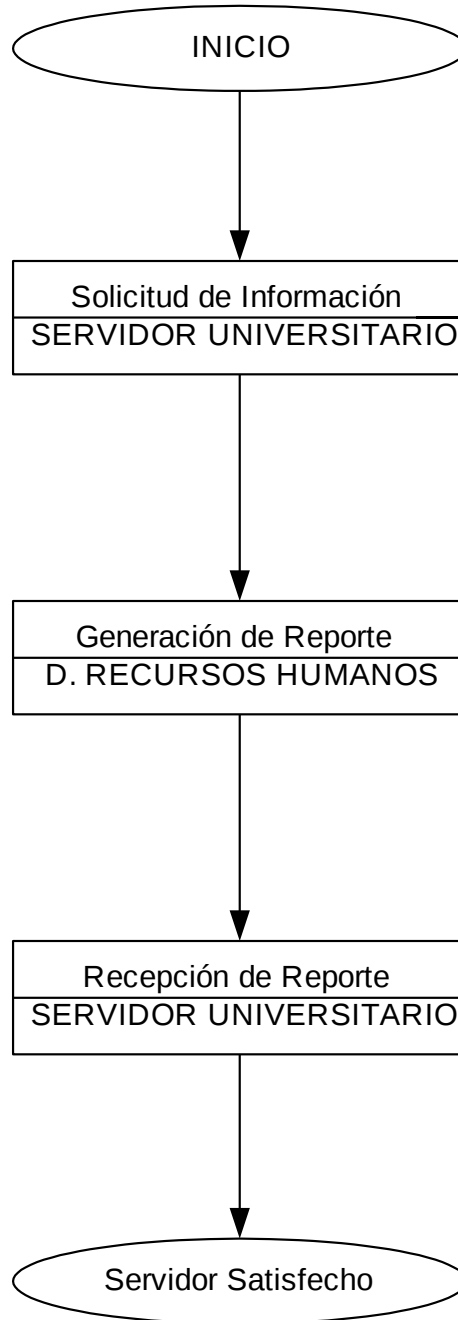 INICIO
Solicitud de Información
SERVIDOR UNIVERSITARIO
Generación de Reporte
D. RECURSOS HUMANOS
Recepción de Reporte
SERVIDOR UNIVERSITARIO
Servidor Satisfecho